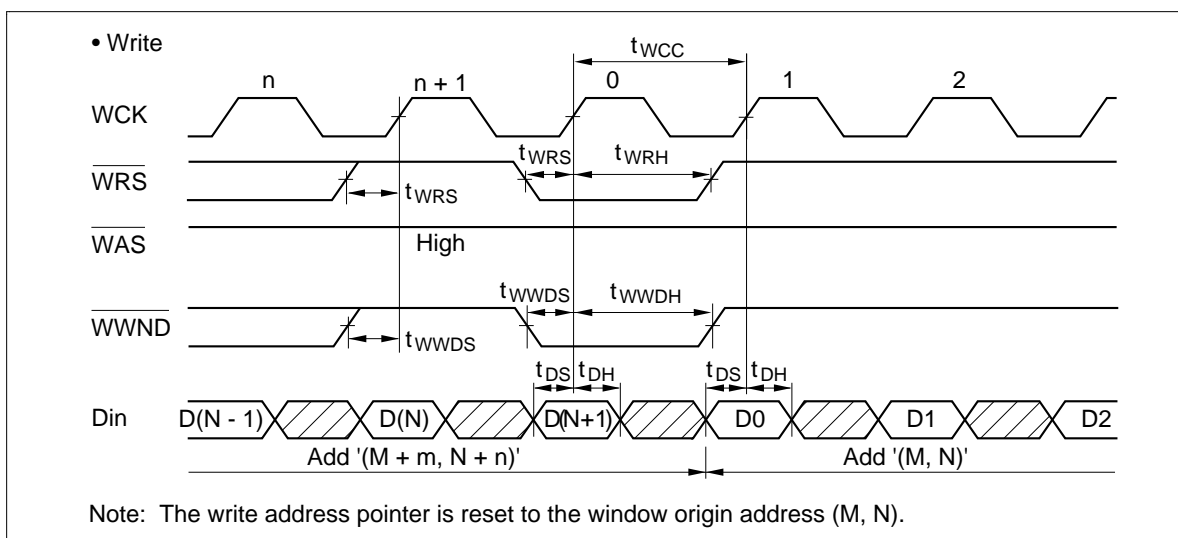 • Write
tWCC
n n + 1 0 1 2
WCK
tWRS tWRH
WRS
tWRS
WAS
High
tWWDS tWWDH
WWND
tWWDS
tDS tDH tDS tDH
Din D(N - 1) D(N) D(N+1) D0 D1 D2
Add '(M + m, N + n)' Add '(M, N)'
Note: The write address pointer is reset to the window origin address (M, N).